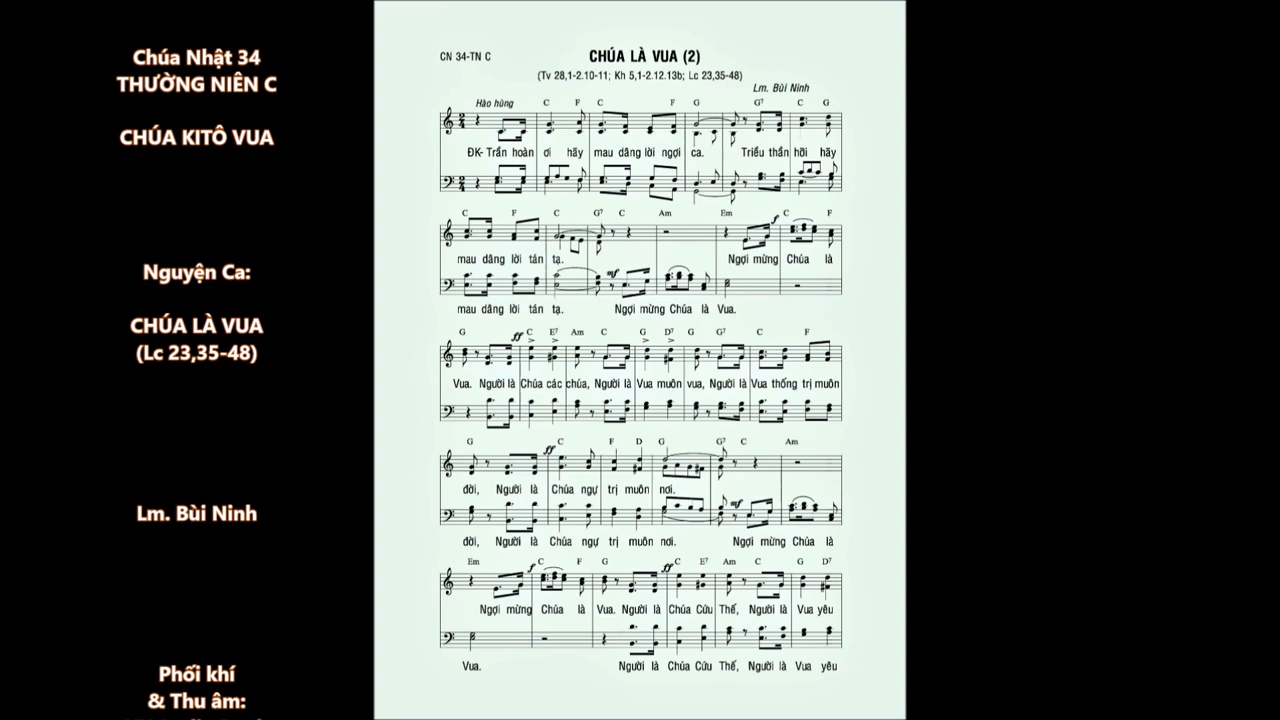 Chúa Nhật 34
THƯỜNG NIÊN C
CHÚA KITÔ VUA
Nguyện Ca:
CHÚA LÀ VUA
(Lc 23,35-48)
Lm. Bùi Ninh
Phối khí
& Thu âm:
CN 34-TN C
CHÚA LÀ VUA (2)
(Tv 28,1-2.10-11; Kh 5,1-2.12.13b; Lc 23,35-48)
Lm. Bùi Ninh
Hào hùng C F C F G G7 C G
ĐK- Trần hoàn ơi hãy mau dâng lời ngợi ca. Triều thần hỡi hãy
C F C G7 C Am Em f C F
mau dâng lời tán tạ. Ngợi mừng Chúa là
mf
mau dâng lời tán tạ. Ngợi mừng Chúa là Vua.
G ff C E7 Am C G D7 G G7 C F
Vua. Người là Chúa các chúa, Người là Vua muôn vua, Người là Vua thống trị muôn
G ff C F D G G7 C Am
đời, Người là Chúa ngự trị muôn nơi.
mf
đời, Người là Chúa ngự trị muôn nơi. Ngợi mừng Chúa là
Em f C F G ff C E7 Am C G D7
Ngợi mừng Chúa là Vua. Người là Chúa Cứu Thế, Người là Vua yêu
Vua. Người là Chúa Cứu Thế, Người là Vua yêu